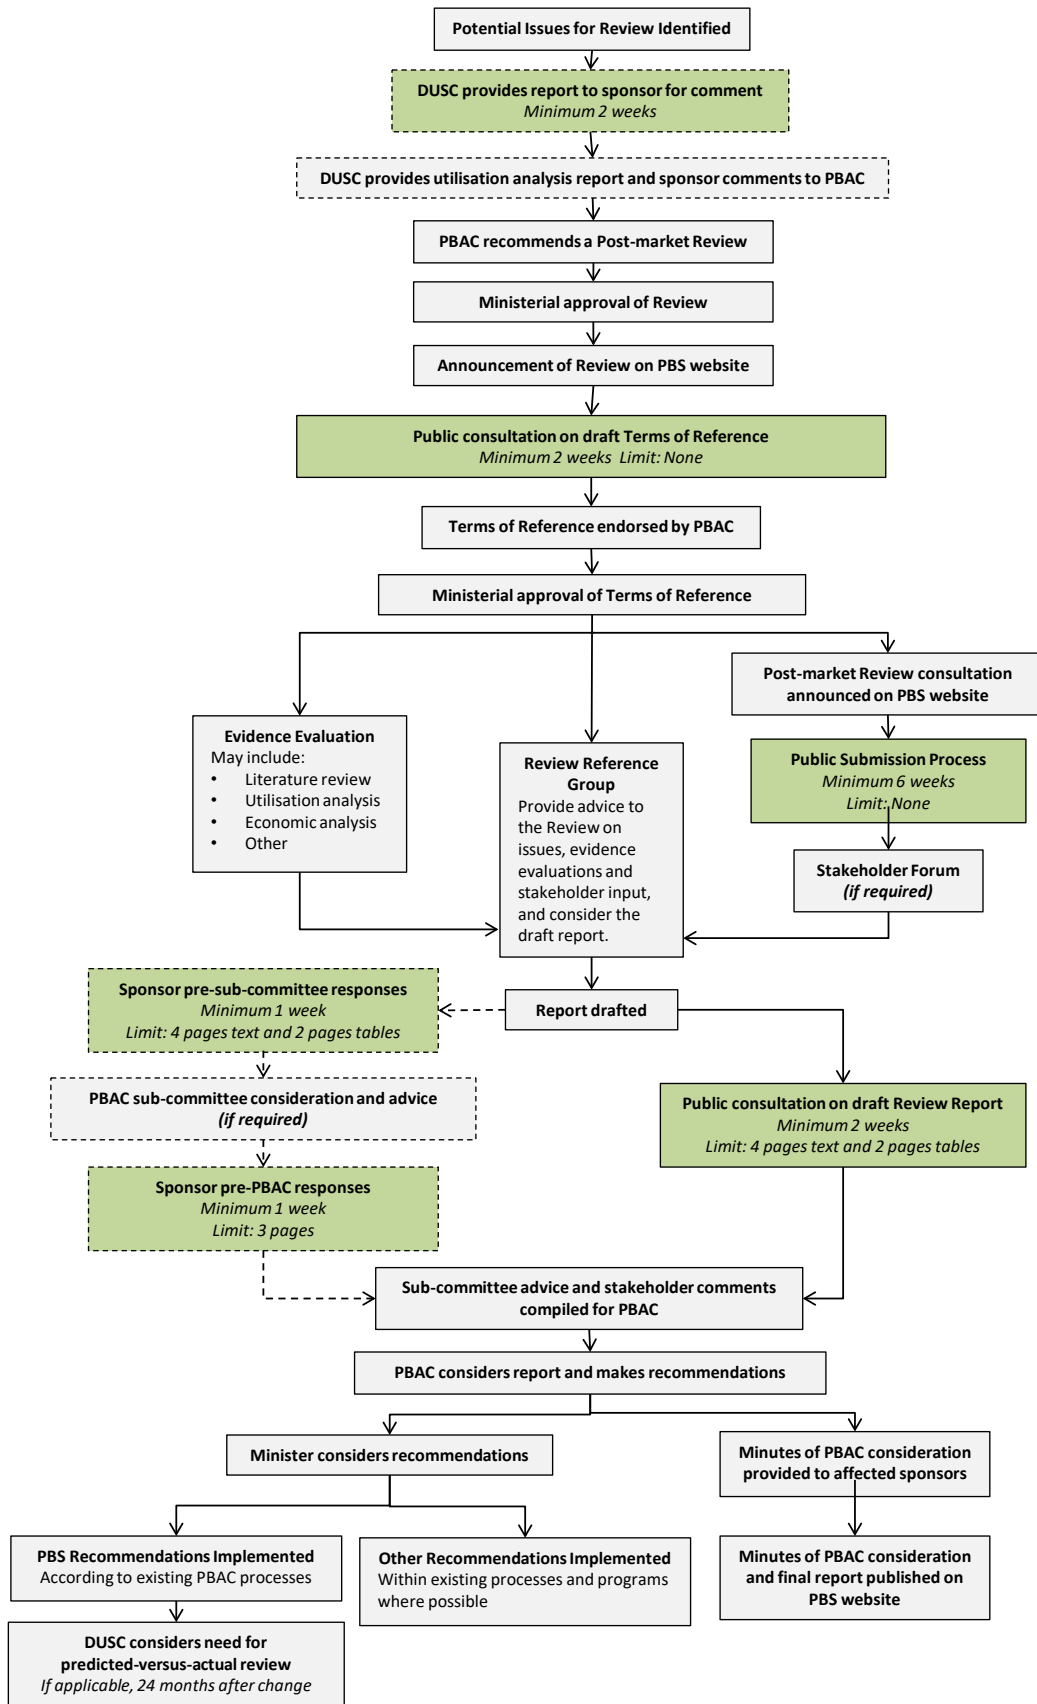 Potential Issues for Review Identified
DUSC provides report to sponsor for comment
Minimum 2 weeks
DUSC provides utilisation analysis report and sponsor comments to PBAC
PBAC recommends a Post-market Review
Ministerial approval of Review
Announcement of Review on PBS website
Public consultation on draft Terms of Reference
Minimum 2 weeks Limit: None
Terms of Reference endorsed by PBAC
Ministerial approval of Terms of Reference
Evidence Evaluation
May include:
• Literature review
• Utilisation analysis
• Economic analysis
• Other
Review Reference
Group
Provide advice to
the Review on
issues, evidence
evaluations and
stakeholder input,
and consider the
draft report.
Post-market Review consultation
announced on PBS website
Public Submission Process
Minimum 6 weeks
Limit: None
Stakeholder Forum
(if required)
Report drafted
Sponsor pre-sub-committee responses
Minimum 1 week
Limit: 4 pages text and 2 pages tables
PBAC sub-committee consideration and advice
(if required)
Sponsor pre-PBAC responses
Minimum 1 week
Limit: 3 pages
Public consultation on draft Review Report
Minimum 2 weeks
Limit: 4 pages text and 2 pages tables
Sub-committee advice and stakeholder comments
compiled for PBAC
PBAC considers report and makes recommendations
Minister considers recommendations
Minutes of PBAC consideration
provided to affected sponsors
PBS Recommendations Implemented
According to existing PBAC processes
Other Recommendations Implemented
Within existing processes and programs
where possible
Minutes of PBAC consideration
and final report published on
PBS website
DUSC considers need for
predicted-versus-actual review
If applicable, 24 months after change